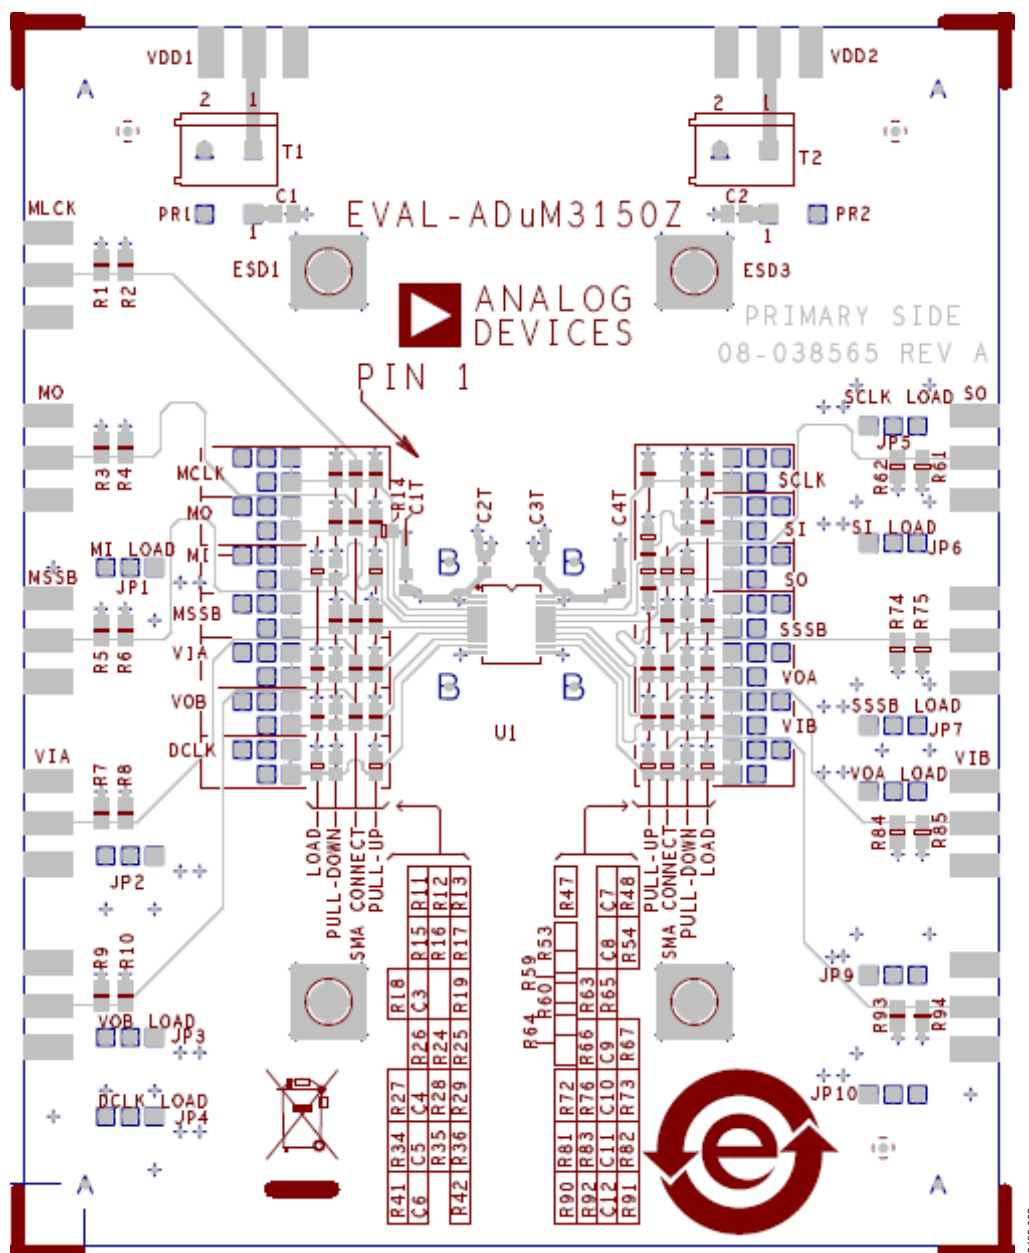 VDD1
VDD2
2 1
2 1
T1
T2
MLCK
PR1
C1
EVAL-ADuM3150Z
C2
PR2
1
1
ESD1
ESD3
R1
R2
ANALOG
DEVICES
PRIMARY SIDE
08-038565 REV A
PIN 1
MO
SCLK LOAD
SO
JP5
R3
R4
R62
R61
MCLK
MO
MI
MSSB
VIA
VOB
DCLK
R14
C1T
C2T
C3T
C4T
SCLK
SI
SO
SSSB
VOA
VIB
MI LOAD
JP1
SI LOAD
JP6
MSSB
B
B
B
B
R5
R6
R74
R75
U1
SSSB LOAD
JP7
VIA
VOA LOAD
VIB
R7
R8
R84
R85
JP2
LOAD
PULL-DOWN
SMA CONNECT
PULL-UP
PULL-UP
SMA CONNECT
PULL-DOWN
LOAD
R11
R12
R13
R15
R16
R17
R18
C3
R19
R26
R24
R25
R27
C4
R28
R29
R34
C5
R35
R36
R41
C6
R42
R47
C7
R48
R53
C8
R54
R59
R60
R63
R65
R64
R66
C9
R67
R72
R76
C10
R73
R81
R83
C11
R82
R90
R92
C12
R91
R9
R10
JP9
R93
R94
VOB LOAD
JP3
DCLK LOAD
JP4
JP10
e
A
A
A
A